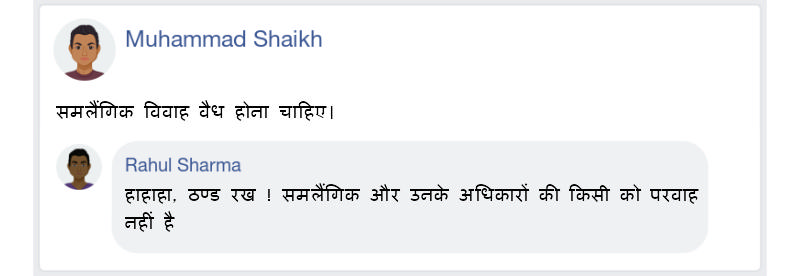 Muhammad Shaikh
समलैंगिक विवाह वैध होना चाहिए।
Rahul Sharma
हाहाहा, ठण्ड रख ! समलैंगिक और उनके अधिकारों की किसी को परवाह
नहीं है